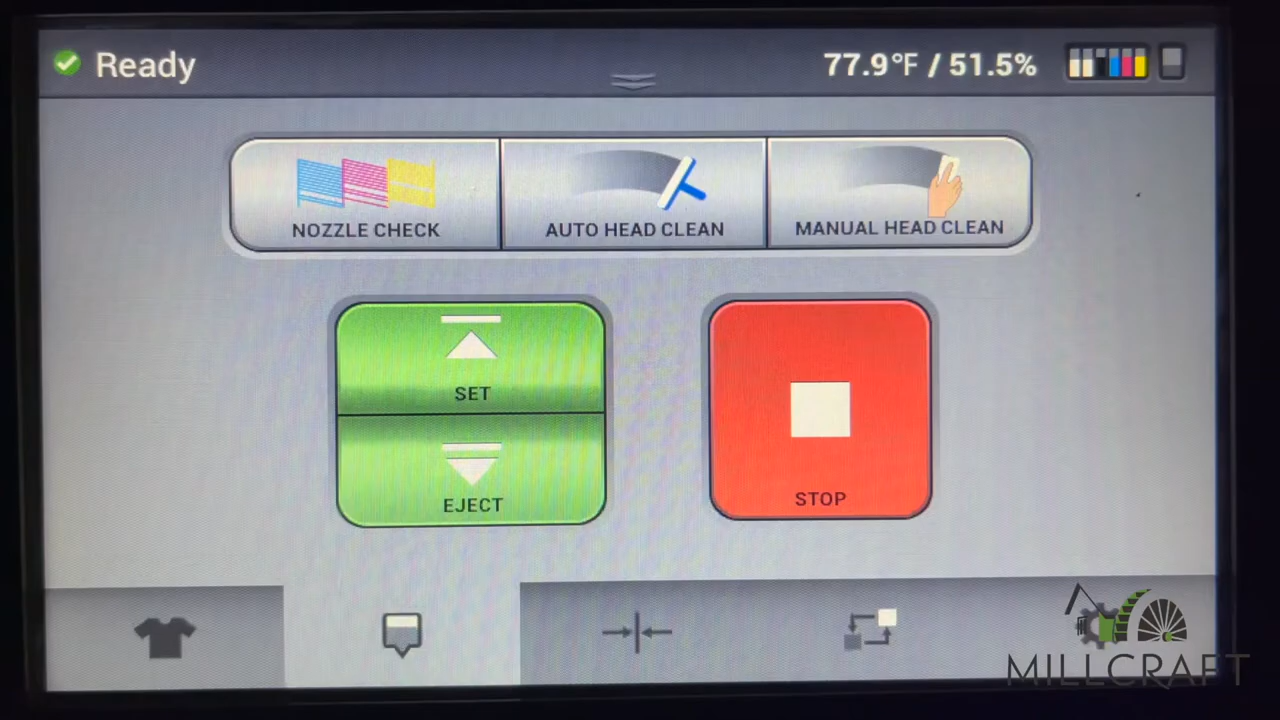 Ready
77.9°F / 51.5%
NOZZLE CHECK
AUTO HEAD CLEAN
MANUAL HEAD CLEAN
SET
EJECT
STOP
MILLCRAFT